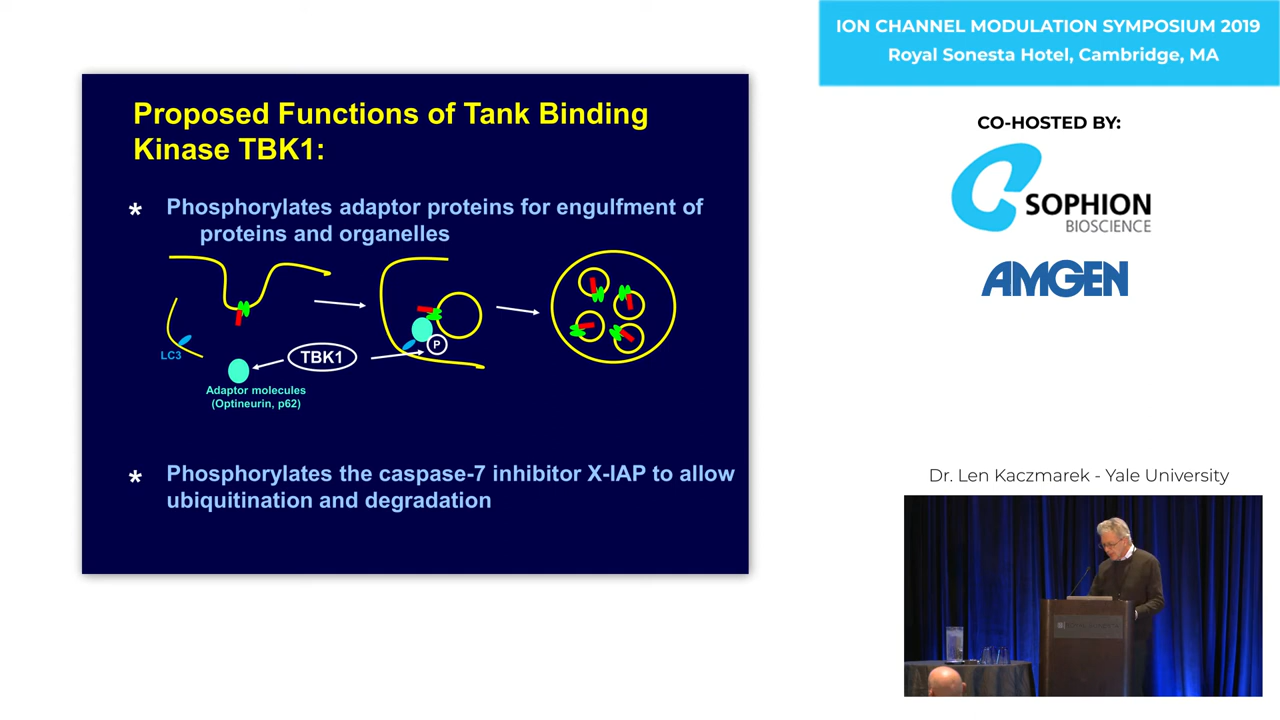 ION CHANNEL MODULATION SYMPOSIUM 2019
Royal Sonesta Hotel, Cambridge, MA
CO-HOSTED BY:
SOPHION
BIOSCIENCE
AMGEN
Proposed Functions of Tank Binding
Kinase TBK1:
* Phosphorylates adaptor proteins for engulfment of
proteins and organelles
LC3
TBK1
P
Adaptor molecules
(Optineurin, p62)
* Phosphorylates the caspase-7 inhibitor X-IAP to allow
ubiquitination and degradation
Dr. Len Kaczmarek - Yale University